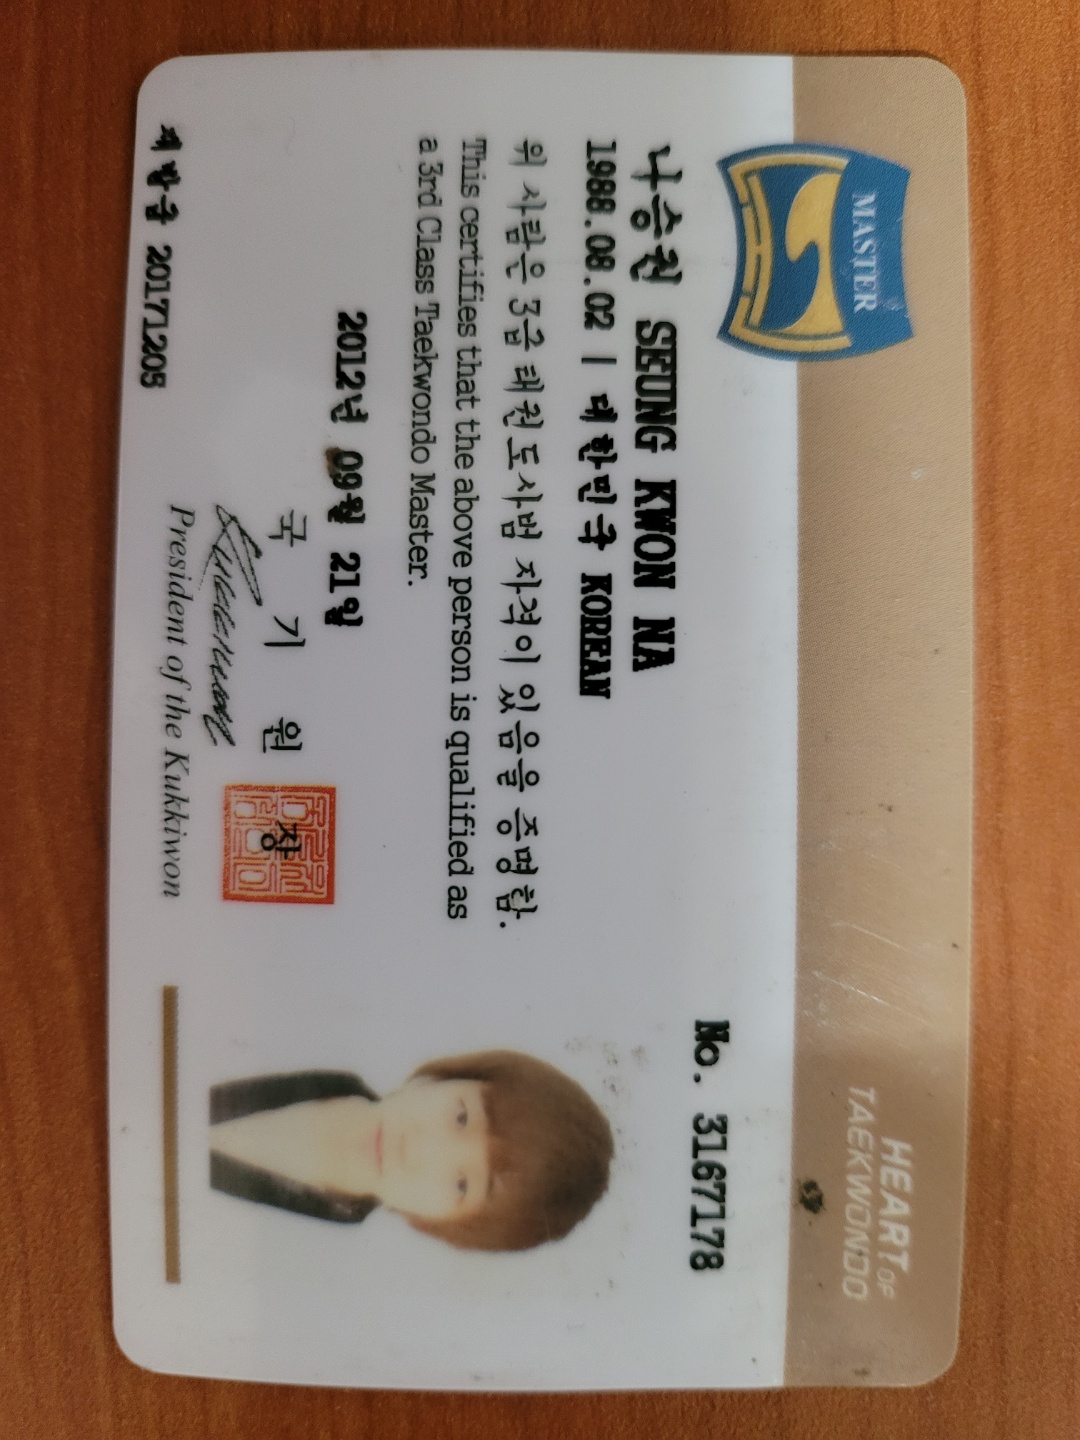 MASTER
HEART OF
TAEKWONDO
No. 3167178
나승권 SEUNG KWON NA
1988.08.02 | 대한민국 KOREAN
위 사람은 3급 태권도사범 자격이 있음을 증명함.
This certifies that the above person is qualified as
a 3rd Class Taekwondo Master.
2012년 09월 21일
국 기 원 장
President of the Kukkiwon
재발급 20171205